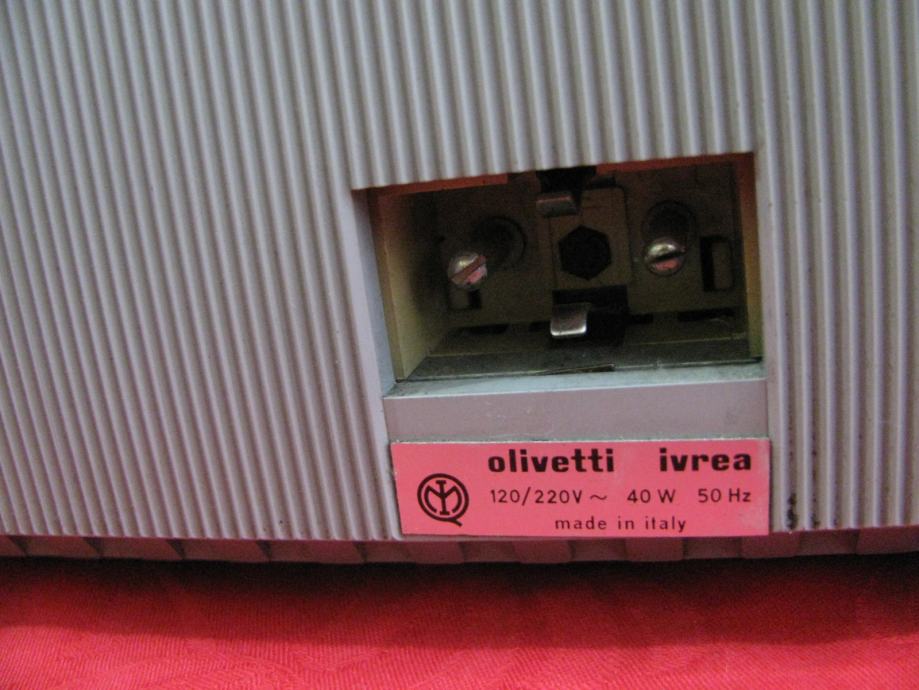 olivetti ivrea
120/220V ~ 40 W 50 Hz
made in italy